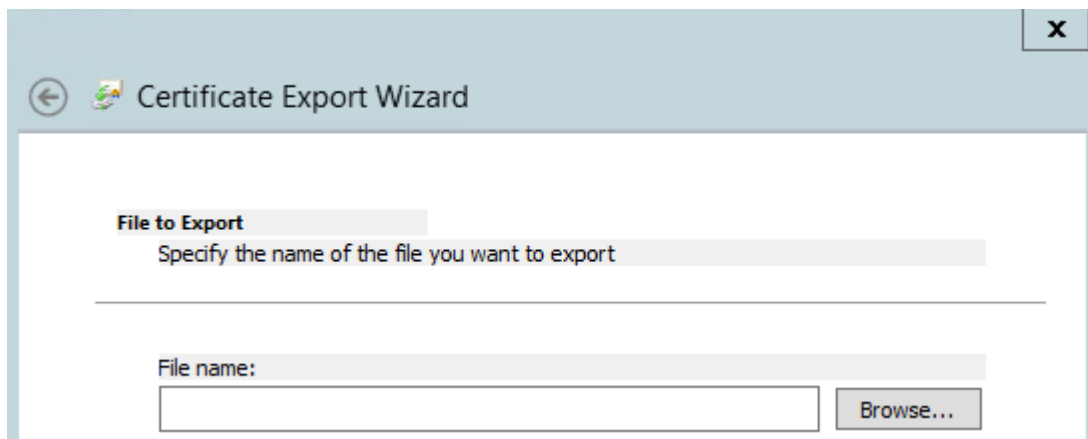 x
Certificate Export Wizard
File to Export
Specify the name of the file you want to export
File name:
Browse...